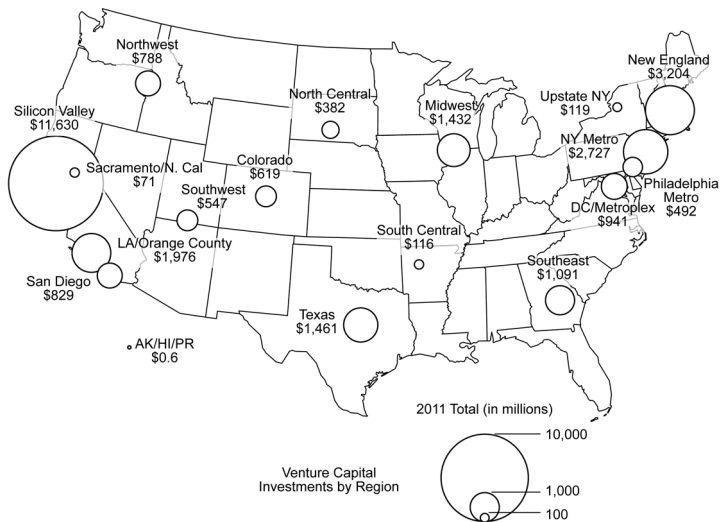 Northwest
$788
New England
$3,204
North Central
$382
Midwest
$1,432
Upstate NY
$119
Silicon Valley
$11,630
NY Metro
$2,727
Sacramento/N. Cal
$71
Colorado
$619
Southwest
$547
Philadelphia
Metro
$492
DC/Metroplex
$941
LA/Orange County
$1,976
South Central
$116
San Diego
$829
Southeast
$1,091
Texas
$1,461
AK/HI/PR
$0.6
2011 Total (in millions)
10,000
Venture Capital
Investments by Region
1,000
100